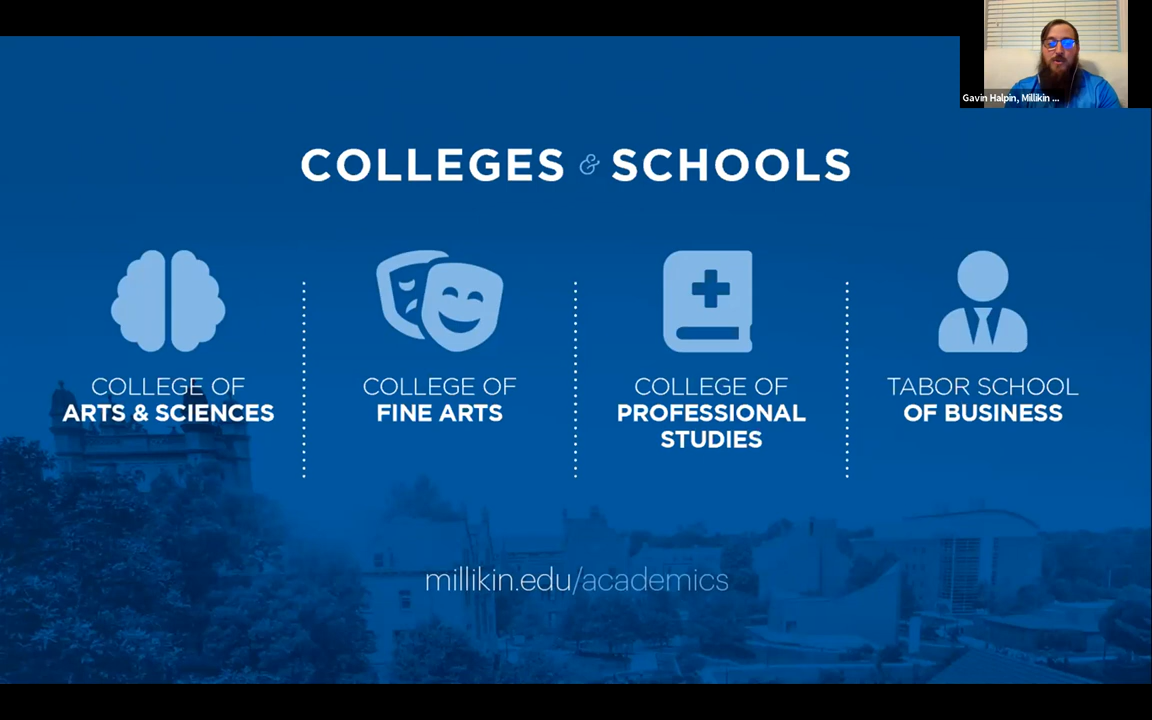 Gavin Halpin, Millikin ...
COLLEGES & SCHOOLS
COLLEGE OF
ARTS & SCIENCES
COLLEGE OF
FINE ARTS
COLLEGE OF
PROFESSIONAL
STUDIES
TABOR SCHOOL
OF BUSINESS
millikin.edu/academics